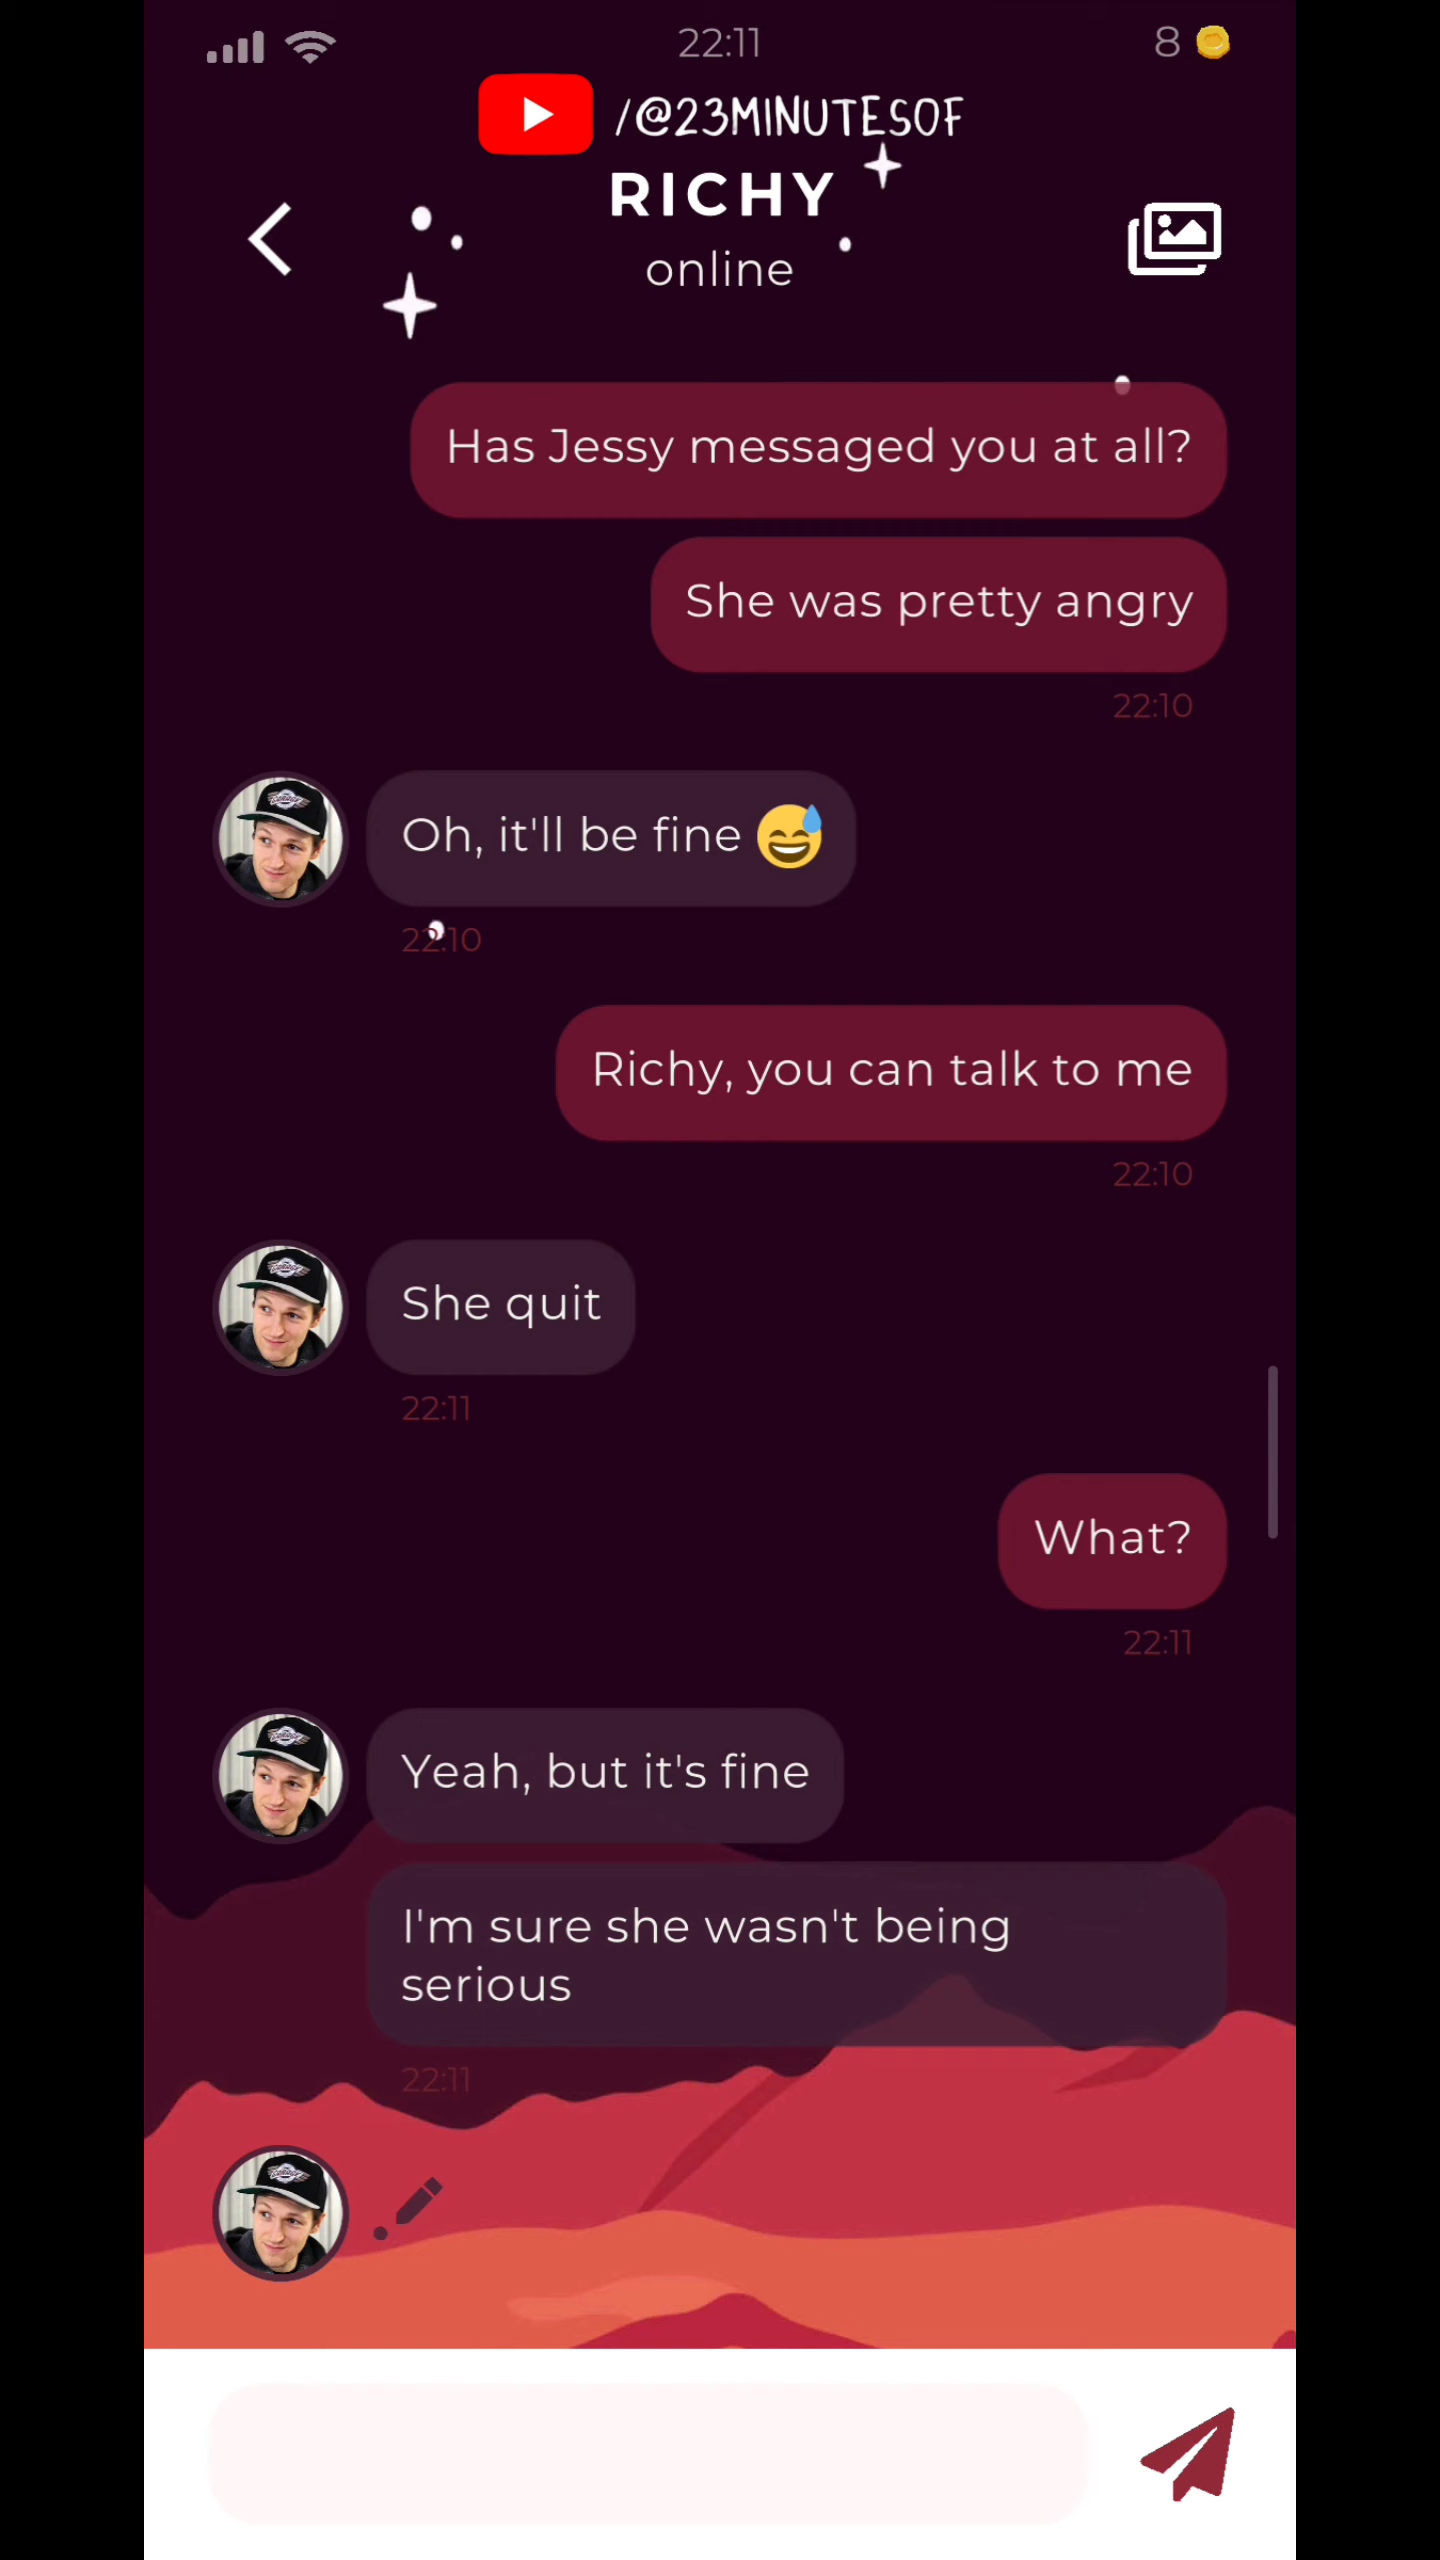 22:11
8
/@23MINUTESOF
RICHY
online
Has Jessy messaged you at all?
She was pretty angry
22:10
Oh, it'll be fine 😅
22:10
Richy, you can talk to me
22:10
She quit
22:11
What?
22:11
Yeah, but it's fine
I'm sure she wasn't being
serious
22:11